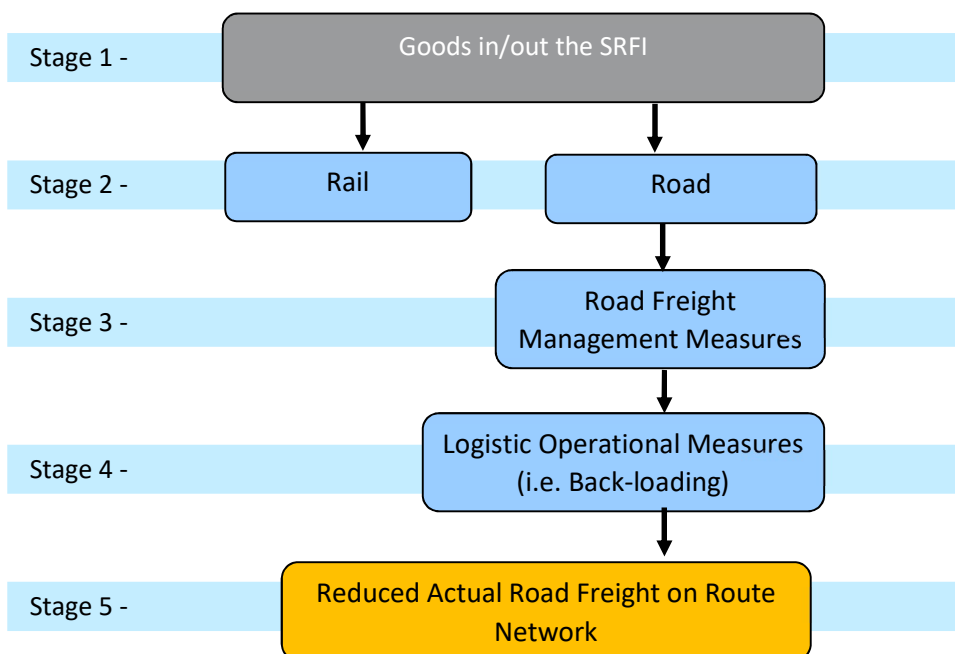 Stage 1 -
Goods in/out the SRFI
Stage 2 -
Rail
Road
Stage 3 -
Road Freight
Management Measures
Stage 4 -
Logistic Operational Measures
(i.e. Back-loading)
Stage 5 -
Reduced Actual Road Freight on Route
Network